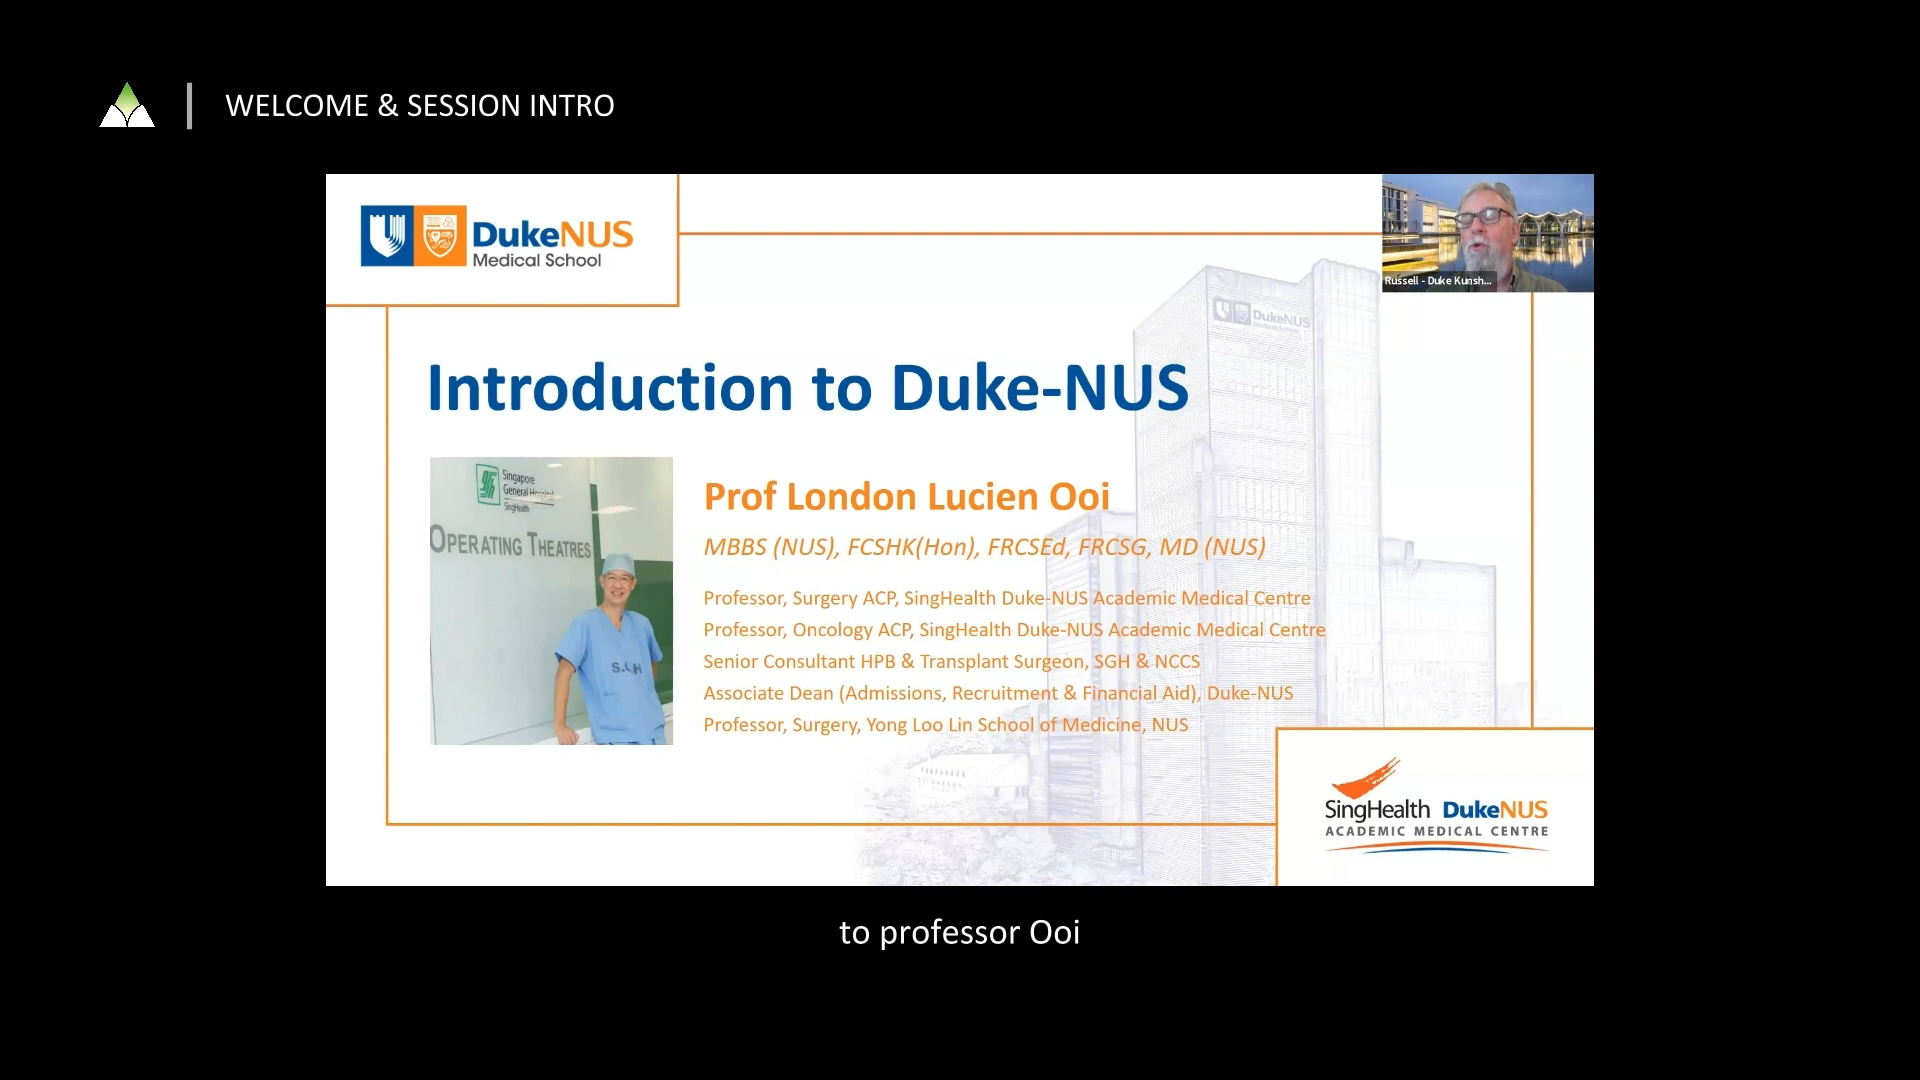 WELCOME & SESSION INTRO
DukeNUS
Medical School
Russell - Duke Kunsh...
DukeNUS
Introduction to Duke-NUS
Singapore
General Hospital
SingHealth
OPERATING THEATRES
Prof London Lucien Ooi
MBBS (NUS), FCSHK(Hon), FRCSEd, FRCSG, MD (NUS)
Professor, Surgery ACP, SingHealth Duke-NUS Academic Medical Centre
Professor, Oncology ACP, SingHealth Duke-NUS Academic Medical Centre
Senior Consultant HPB & Transplant Surgeon, SGH & NCCS
Associate Dean (Admissions, Recruitment & Financial Aid), Duke-NUS
Professor, Surgery, Yong Loo Lin School of Medicine, NUS
SingHealth DukeNUS
ACADEMIC MEDICAL CENTRE
to professor Ooi